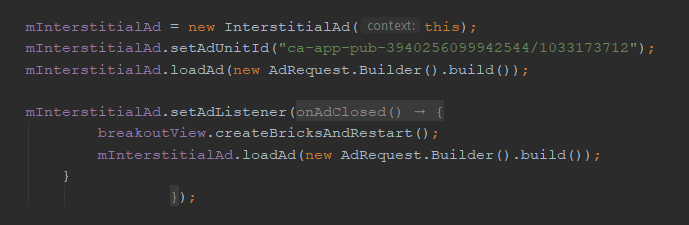 mInterstitialAd = new InterstitialAd( context: this);
mInterstitialAd.setAdUnitId("ca-app-pub-3940256099942544/1033173712");
mInterstitialAd.loadAd(new AdRequest.Builder().build());
mInterstitialAd.setAdListener(onAdClosed() → {
breakoutView.createBricksAndRestart();
mInterstitialAd.loadAd(new AdRequest.Builder().build());
}
});